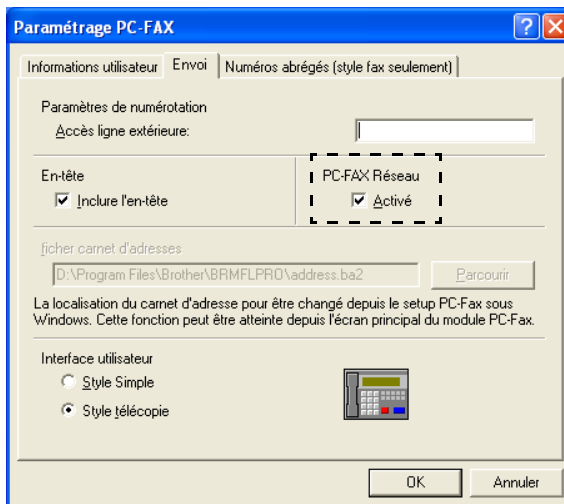 Paramétrage PC-FAX
Informations utilisateur Envoi Numéros abrégés (style fax seulement)
Paramètres de numérotation
Accès ligne extérieure:
En-tête PC-FAX Réseau
Inclure l'en-tête Activé
ficher carnet d'adresses
D:\Program Files\Brother\BRMFLPRO\address.ba2 Parcourir
La localisation du carnet d'adresse pour être changé depuis le setup PC-Fax sous
Windows. Cette fonction peut être atteinte depuis l'écran principal du module PC-Fax.
Interface utilisateur
Style Simple
Style télécopie
OK Annuler